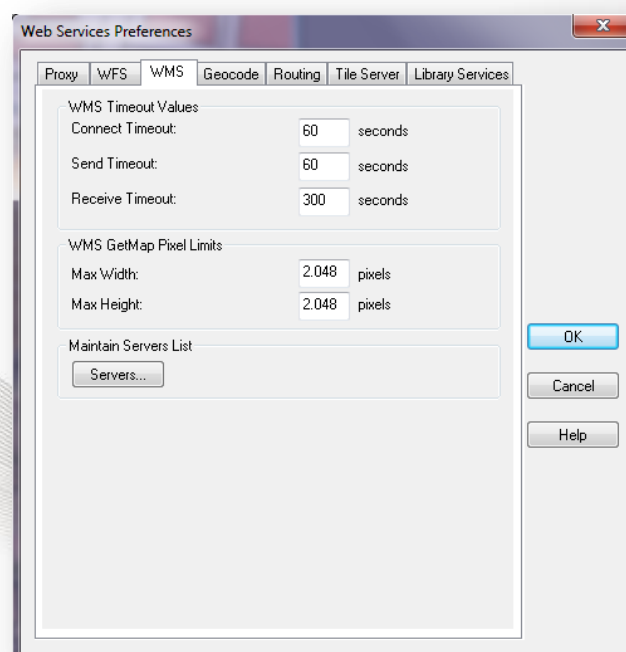 Web Services Preferences
Proxy WFS WMS Geocode Routing Tile Server Library Services
WMS Timeout Values
Connect Timeout: 60 seconds
Send Timeout: 60 seconds
Receive Timeout: 300 seconds
WMS GetMap Pixel Limits
Max Width: 2.048 pixels
Max Height: 2.048 pixels
Maintain Servers List
Servers...
OK
Cancel
Help